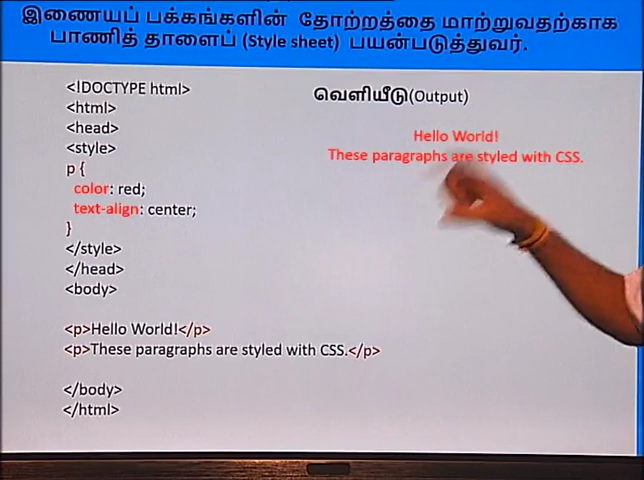 இணையப் பக்கங்களின் தோற்றத்தை மாற்றுவதற்காக
பாணித் தாளைப் (Style sheet) பயன்படுத்துவர்.
<!DOCTYPE html>
<html>
<head>
<style>
p {
color: red;
text-align: center;
}
</style>
</head>
<body>
<p>Hello World!</p>
<p>These paragraphs are styled with CSS.</p>
</body>
</html>
வெளியீடு(Output)
Hello World!
These paragraphs are styled with CSS.